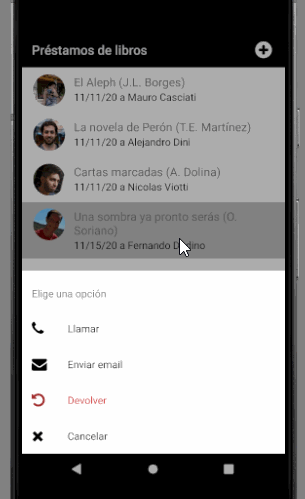 Préstamos de libros
El Aleph (J.L. Borges)
11/11/20 a Mauro Casciati
La novela de Perón (T.E. Martínez)
11/11/20 a Alejandro Dini
Cartas marcadas (A. Dolina)
11/11/20 a Nicolas Viotti
Una sombra ya pronto serás (O.
Soriano)
11/15/20 a Fernando
Elige una opción
Llamar
Enviar email
Devolver
Cancelar